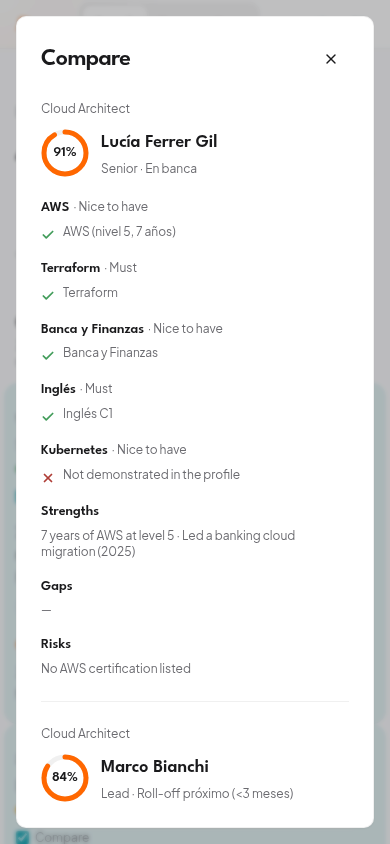 Compare
Cloud Architect
91%
Lucía Ferrer Gil
Senior · En banca
AWS · Nice to have
AWS (nivel 5, 7 años)
Terraform · Must
Terraform
Banca y Finanzas · Nice to have
Banca y Finanzas
Inglés · Must
Inglés C1
Kubernetes · Nice to have
Not demonstrated in the profile
Strengths
7 years of AWS at level 5 · Led a banking cloud
migration (2025)
Gaps
—
Risks
No AWS certification listed
Cloud Architect
84%
Marco Bianchi
Lead · Roll-off próximo (<3 meses)
Compare